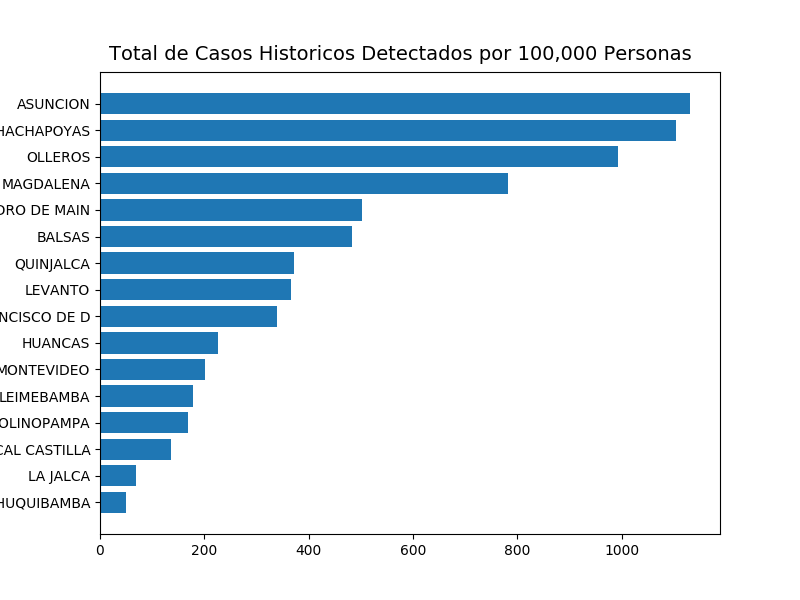 Total de Casos Historicos Detectados por 100,000 Personas
ASUNCION
HACHAPOYAS
OLLEROS
MAGDALENA
DRO DE MAIN
BALSAS
QUINJALCA
LEVANTO
NCISCO DE D
HUANCAS
MONTEVIDEO
LEIMEBAMBA
OLINOPAMPA
CAL CASTILLA
LA JALCA
HUQUIBAMBA
0 200 400 600 800 1000